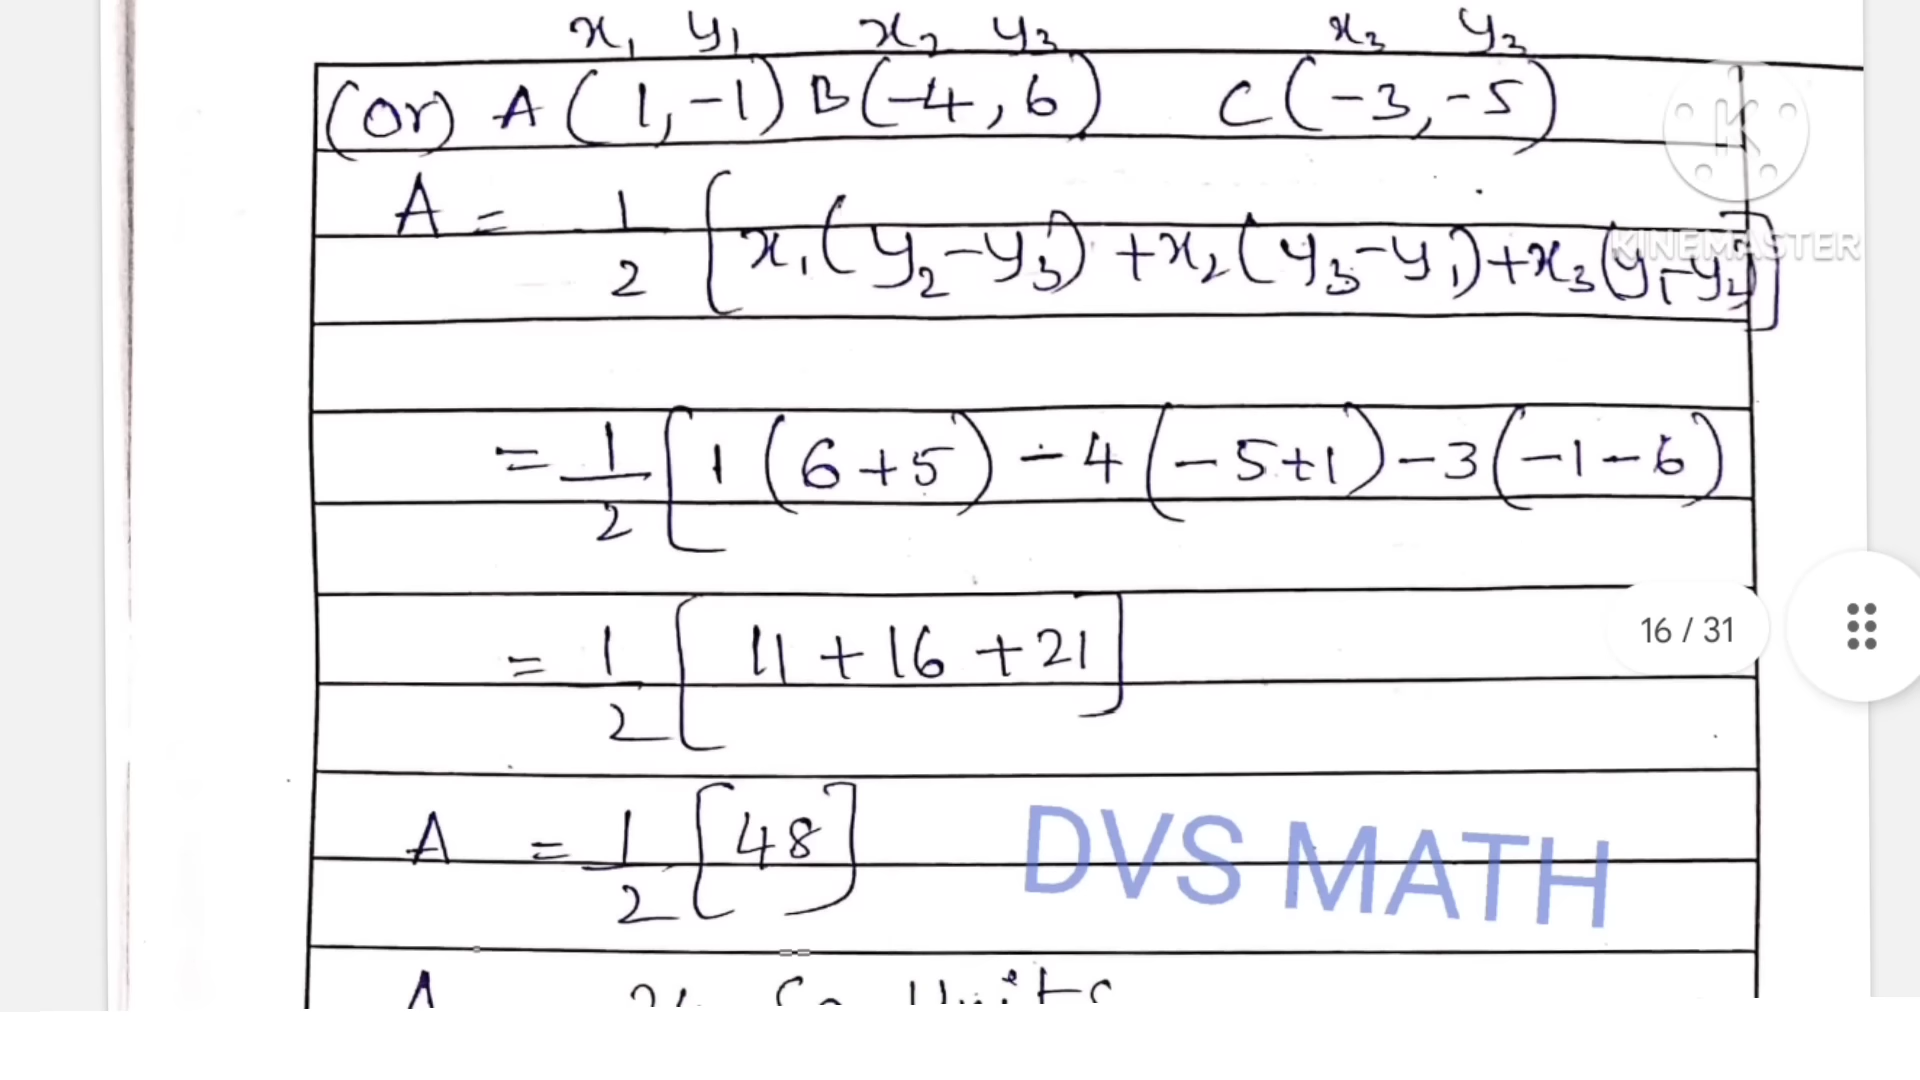 x₁ y₁ x₂ y₂ x₃ y₃
(or) A (1,-1) B(-4,6) C(-3,-5)
A = 1/2 [x₁(y₂-y₃)+x₂(y₃-y₁)+x₃(y₁-y₂)]
KINEMASTER
= 1/2 [1(6+5)-4(-5+1)-3(-1-6)
16 / 31
= 1/2 [11+16+21]
A = 1/2 [48]
DVS MATH
A Sq Units